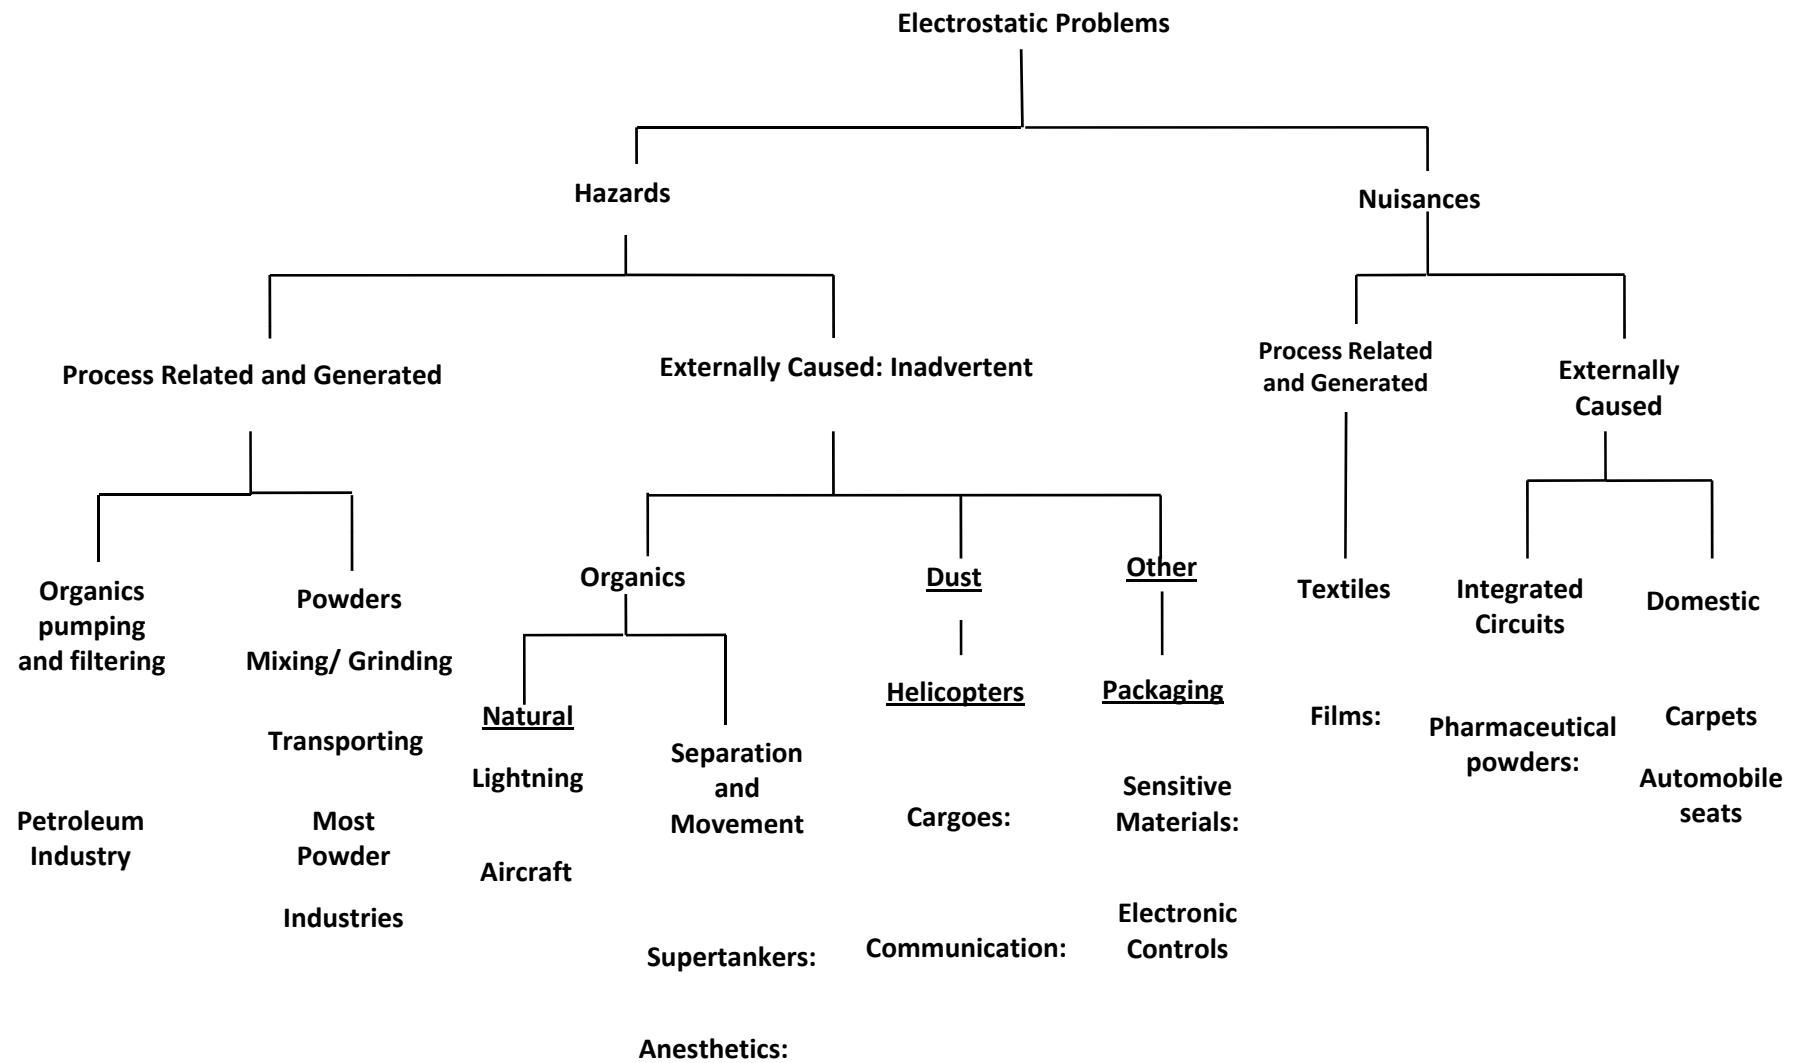 Electrostatic Problems
Hazards
Nuisances
Process Related and Generated
Externally Caused: Inadvertent
Process Related
and Generated
Externally
Caused
Organics
pumping
and filtering
Petroleum
Industry
Powders
Mixing/ Grinding
Transporting
Most
Powder
Industries
Organics
Natural
Lightning
Aircraft
Separation
and
Movement
Supertankers:
Anesthetics:
Dust
Helicopters
Cargoes:
Communication:
Other
Packaging
Sensitive
Materials:
Electronic
Controls
Textiles
Films:
Integrated
Circuits
Pharmaceutical
powders:
Domestic
Carpets
Automobile
seats